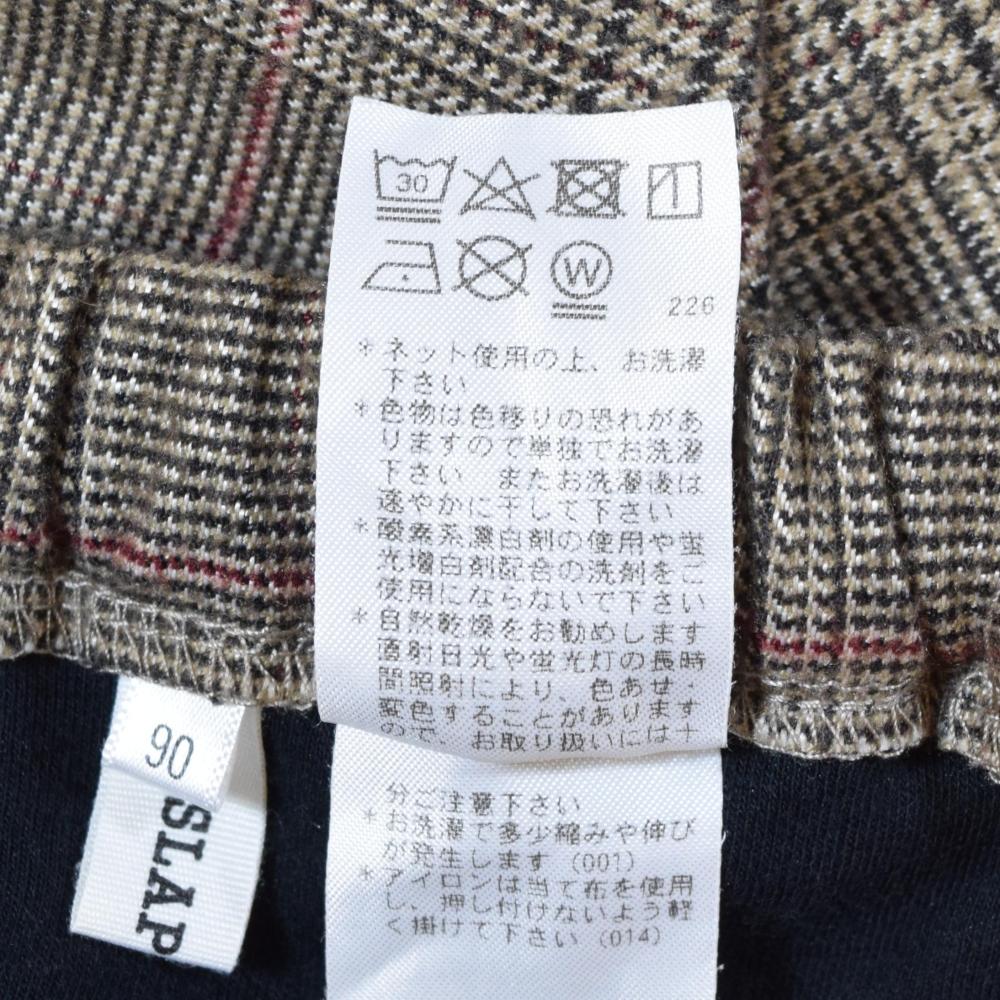 30
W
226
*ネット使用の上、お洗濯
下さい
*色物は色移りの恐れがあ
りますので単独でお洗濯
下さい　またお洗濯後は
速やかに干して下さい
*酸素系漂白剤の使用や蛍
光増白剤配合の洗剤をご
使用にならないで下さい
*自然乾燥をお勧めします
直射日光や蛍光灯の長時
間照射により、色あせ・
変色することがあります
ので、お取り扱いには十
分ご注意下さい
*お洗濯で多少縮みや伸び
が発生します (001)
*アイロンは当て布を使用
し、押し付けないよう軽
く掛けて下さい (014)
90
SLAP